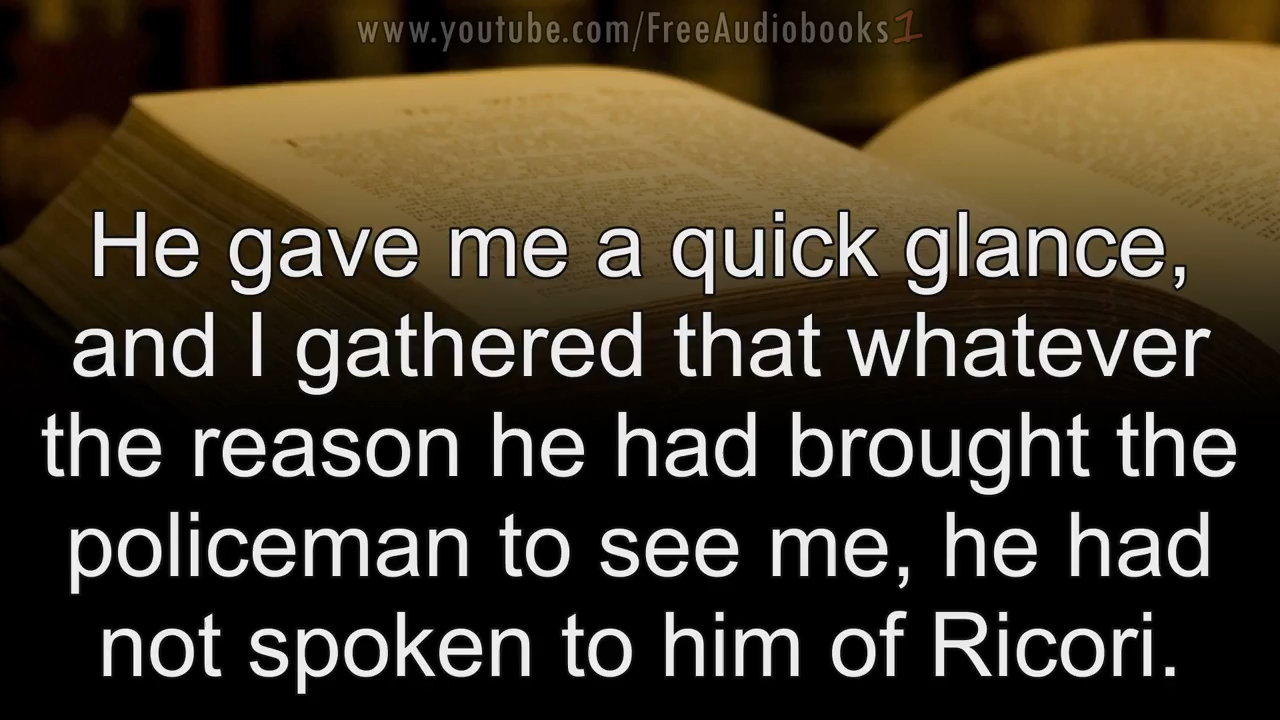 www.youtube.com/FreeAudiobooks1
He gave me a quick glance,
and I gathered that whatever
the reason he had brought the
policeman to see me, he had
not spoken to him of Ricori.